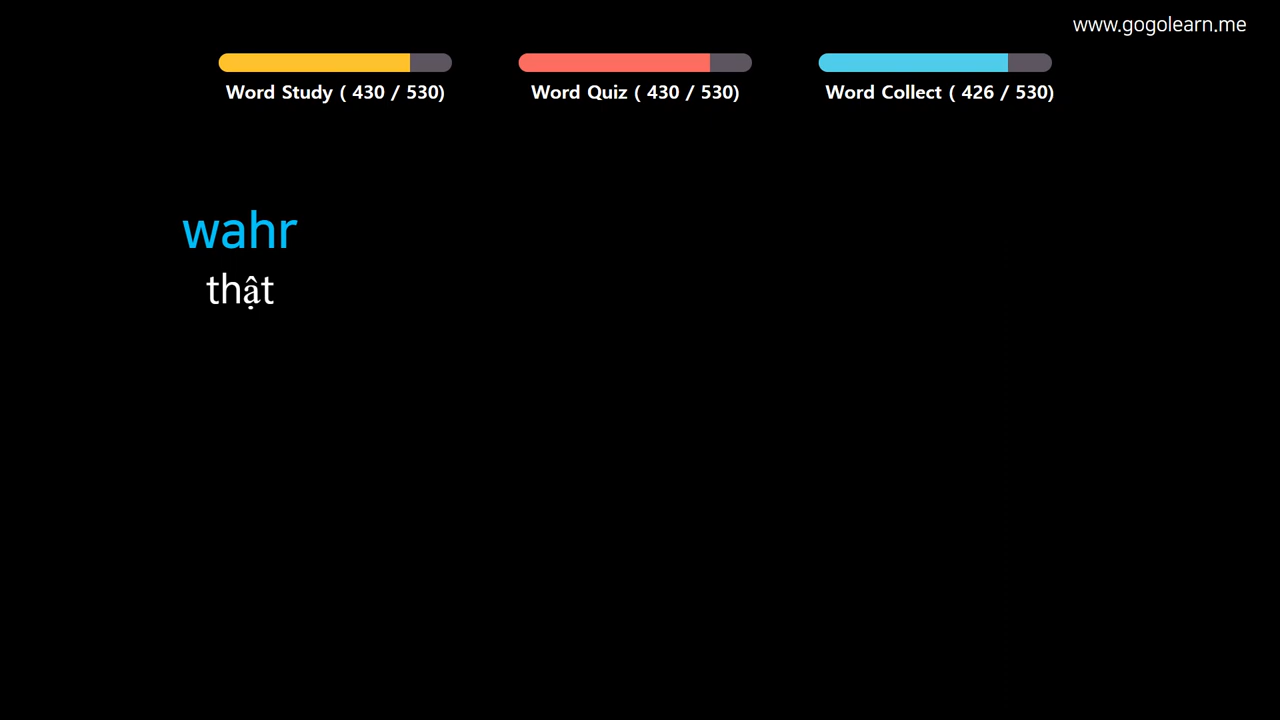 www.gogolearn.me
Word Study ( 430 / 530)
Word Quiz ( 430 / 530)
Word Collect ( 426 / 530)
wahr
thật